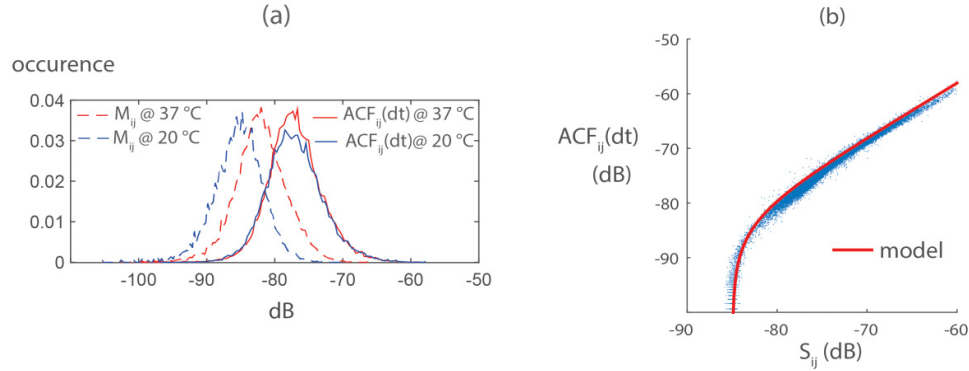 (a)
occurence
0.04
0.03
0.02
0.01
0
M_ij @ 37 °C
M_ij @ 20 °C
ACF_ij(dt) @ 37 °C
ACF_ij(dt)@ 20 °C
-100 -90 -80 -70 -60 -50
dB
(b)
-50
-60
-70
-80
-90
ACF_ij(dt)
(dB)
model
-90 -80 -70 -60
S_ij (dB)